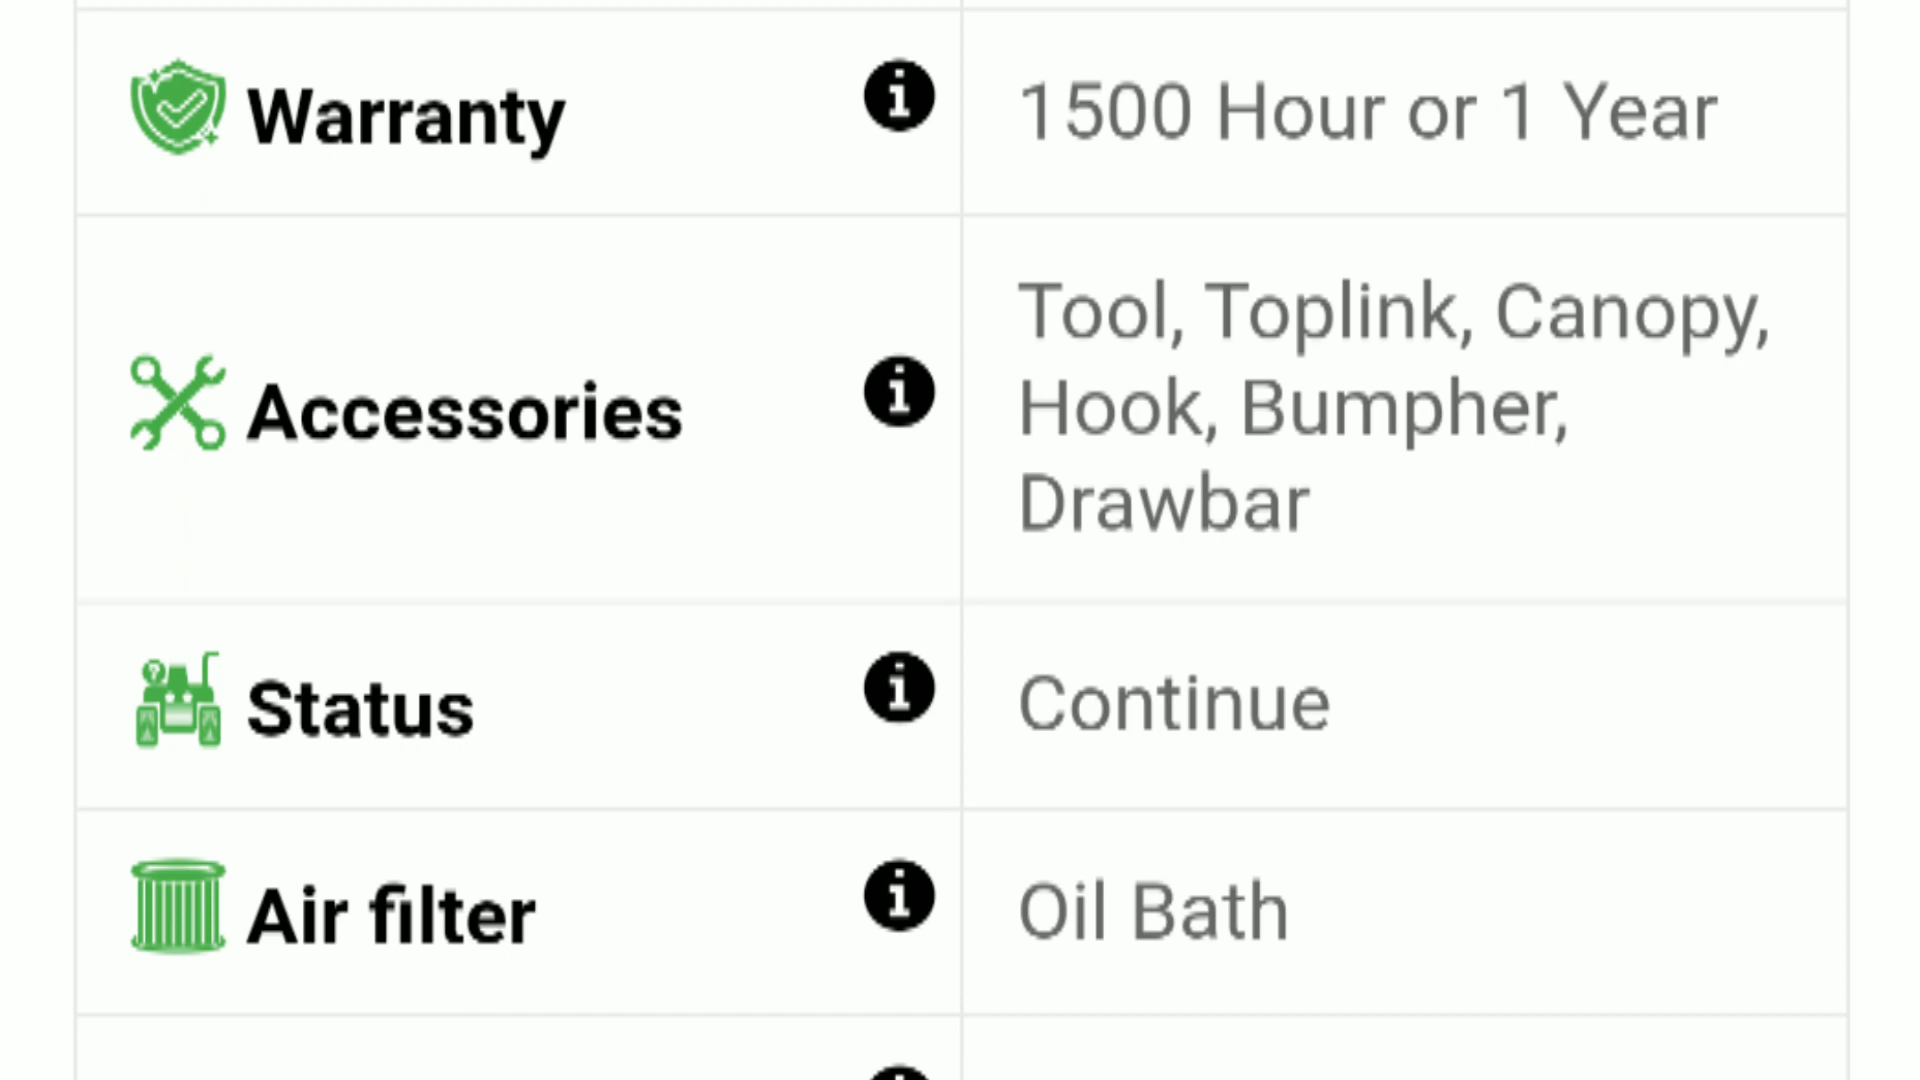 Warranty
1500 Hour or 1 Year
Accessories
Tool, Toplink, Canopy,
Hook, Bumpher,
Drawbar
Status
Continue
Air filter
Oil Bath